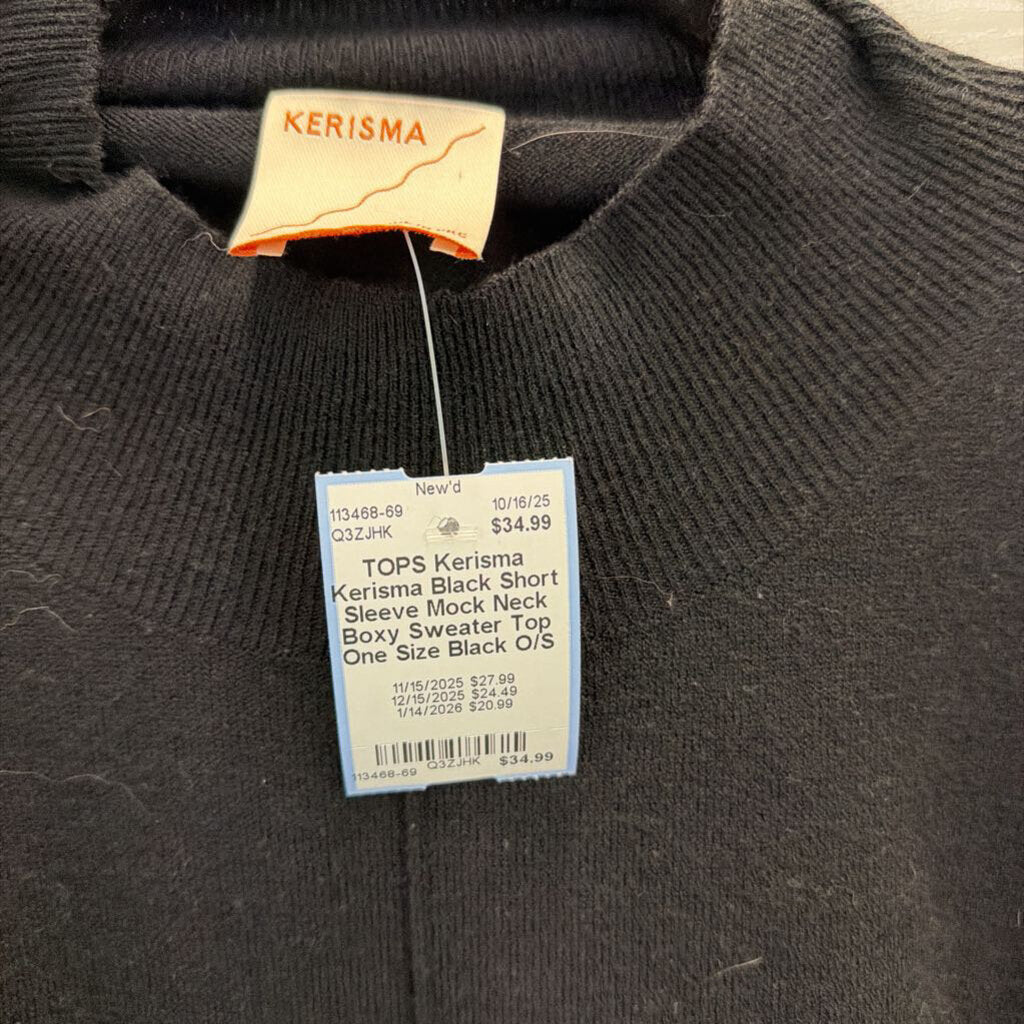 KERISMA
New'd
113468-69 10/16/25
Q3ZJHK $34.99
TOPS Kerisma
Kerisma Black Short
Sleeve Mock Neck
Boxy Sweater Top
One Size Black O/S
11/15/2025 $27.99
12/15/2025 $24.49
1/14/2026 $20.99
113468-69 Q3ZJHK $34.99